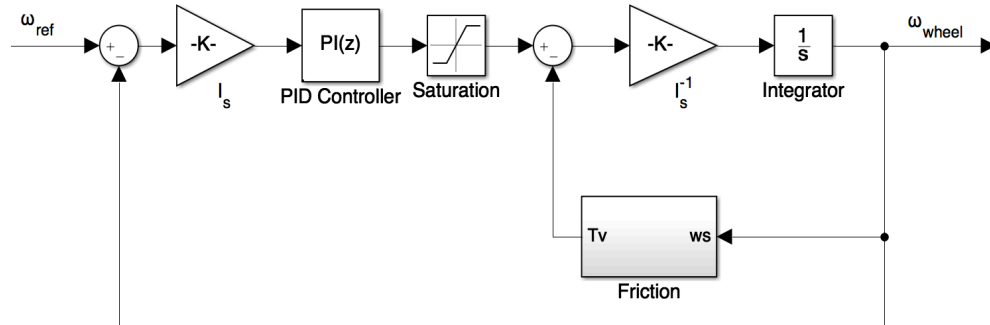 ω_ref
+
−
-K-
I_s
PI(z)
PID Controller
Saturation
+
−
-K-
I_s^-1
1
s
Integrator
ω_wheel
Tv
ws
Friction